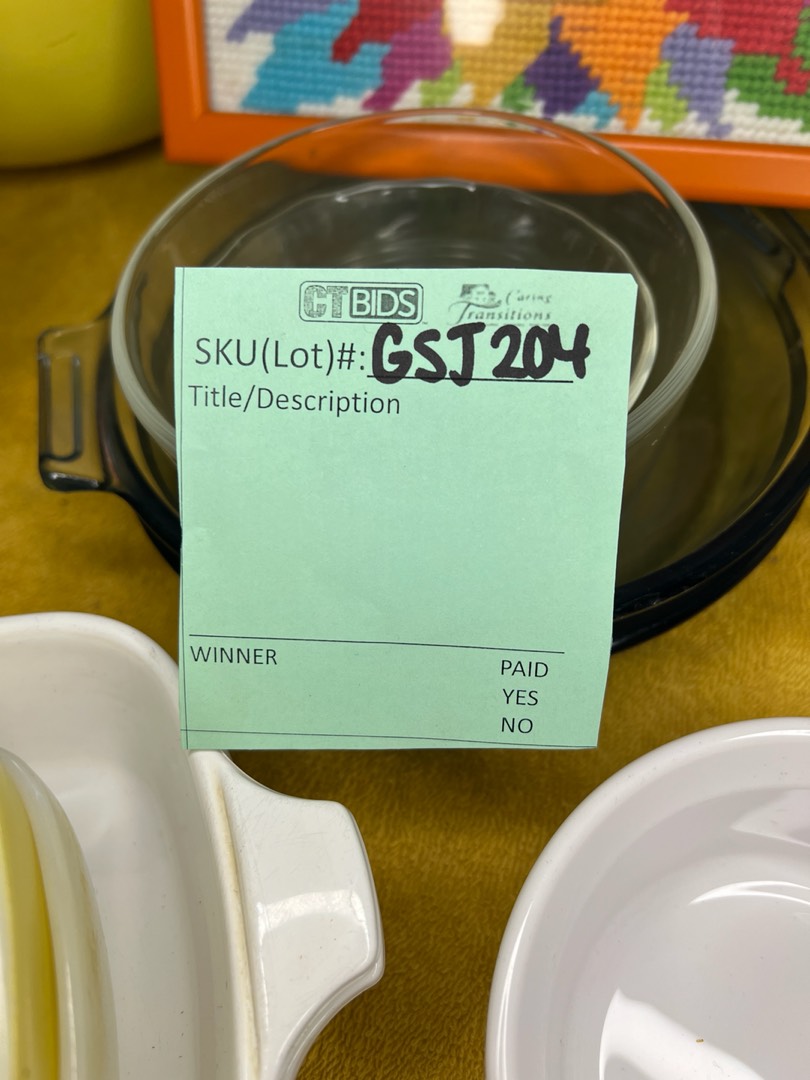 CTBIDS
Caring
Transitions
SKU(Lot)#: GSJ204
Title/Description
WINNER
PAID
YES
NO